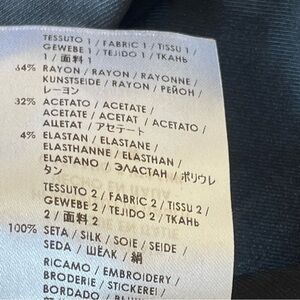 TESSUTO 1 / FABRIC 1 / TISSU 1 /
GEWEBE 1 / TEJIDO 1 / ТКАНЬ
1 / 面料 1
64% RAYON / RAYON / RAYONNE /
KUNSTSEIDE / RAYON / РЕЙОН /
レーヨン
32% ACETATO / ACETATE /
ACETATE / ACETAT / ACETATO /
АЦЕТАТ / アセテート
4% ELASTAN / ELASTANE /
ELASTHANNE / ELASTHAN /
ELASTANO / ЭЛАСТАН / ポリウレ
タン
TESSUTO 2 / FABRIC 2 / TISSU 2 /
GEWEBE 2 / TEJIDO 2 / ТКАНЬ
2 / 面料 2
100% SETA / SILK / SOIE / SEIDE /
SEDA / ШЁЛК / 絹
RICAMO / EMBROIDERY /
BRODERIE / STICKEREI /
BORDADO /